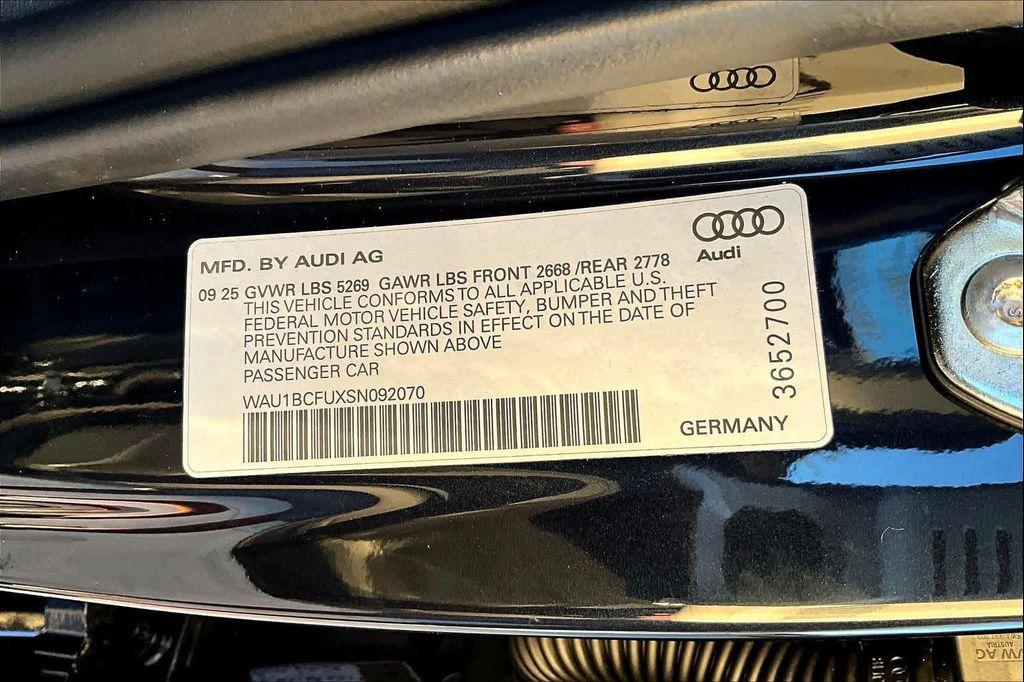 MFD. BY AUDI AG
Audi
09 25 GVWR LBS 5269 GAWR LBS FRONT 2668 /REAR 2778
THIS VEHICLE CONFORMS TO ALL APPLICABLE U.S.
FEDERAL MOTOR VEHICLE SAFETY, BUMPER AND THEFT
PREVENTION STANDARDS IN EFFECT ON THE DATE OF
MANUFACTURE SHOWN ABOVE
PASSENGER CAR
WAU1BCFUXSN092070
3652700
GERMANY
VW AG